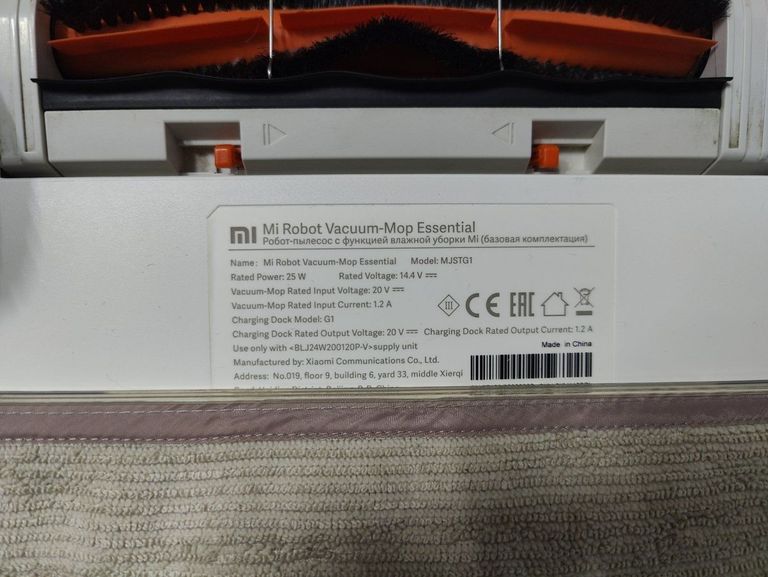 mi Mi Robot Vacuum-Mop Essential
Робот-пылесос с функцией влажной уборки Mi (базовая комплектация)
Name: Mi Robot Vacuum-Mop Essential Model: MJSTG1
Rated Power: 25 W Rated Voltage: 14.4 V
Vacuum-Mop Rated Input Voltage: 20 V
Vacuum-Mop Rated Input Current: 1.2 A
Charging Dock Model: G1
Charging Dock Rated Output Voltage: 20 V Charging Dock Rated Output Current: 1.2 A
Use only with <BLJ24W200120P-V>supply unit
Made in China
Manufactured by: Xiaomi Communications Co., Ltd.
Address: No.019, floor 9, building 6, yard 33, middle Xierqi
III CE EAC